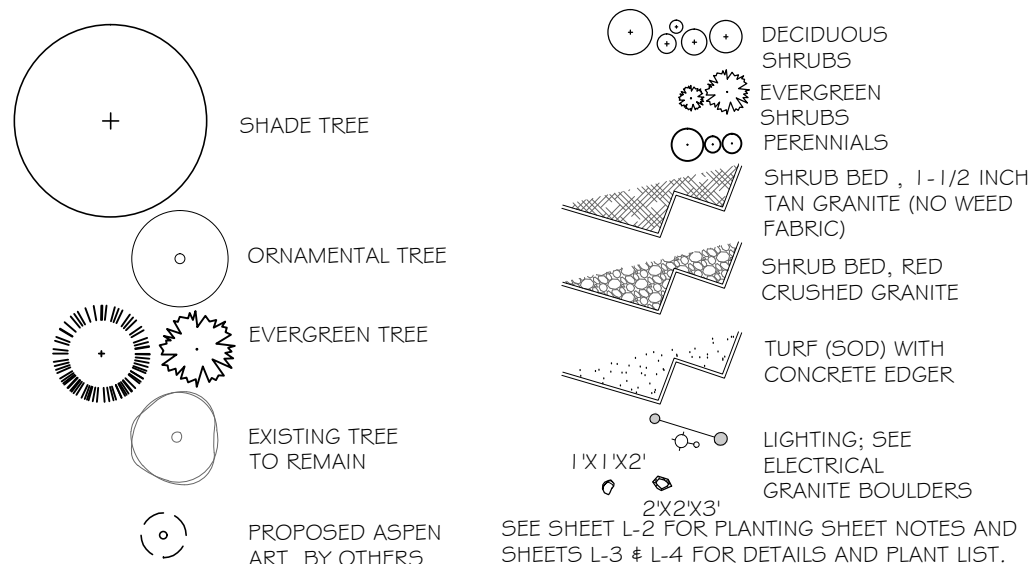 SHADE TREE
ORNAMENTAL TREE
EVERGREEN TREE
EXISTING TREE
TO REMAIN
PROPOSED ASPEN
ART BY OTHERS
DECIDUOUS
SHRUBS
EVERGREEN
SHRUBS
PERENNIALS
SHRUB BED , 1-1/2 INCH
TAN GRANITE (NO WEED
FABRIC)
SHRUB BED, RED
CRUSHED GRANITE
TURF (SOD) WITH
CONCRETE EDGER
LIGHTING; SEE
ELECTRICAL
1'X1'X2'
GRANITE BOULDERS
2'X2'X3'
SEE SHEET L-2 FOR PLANTING SHEET NOTES AND
SHEETS L-3 & L-4 FOR DETAILS AND PLANT LIST.